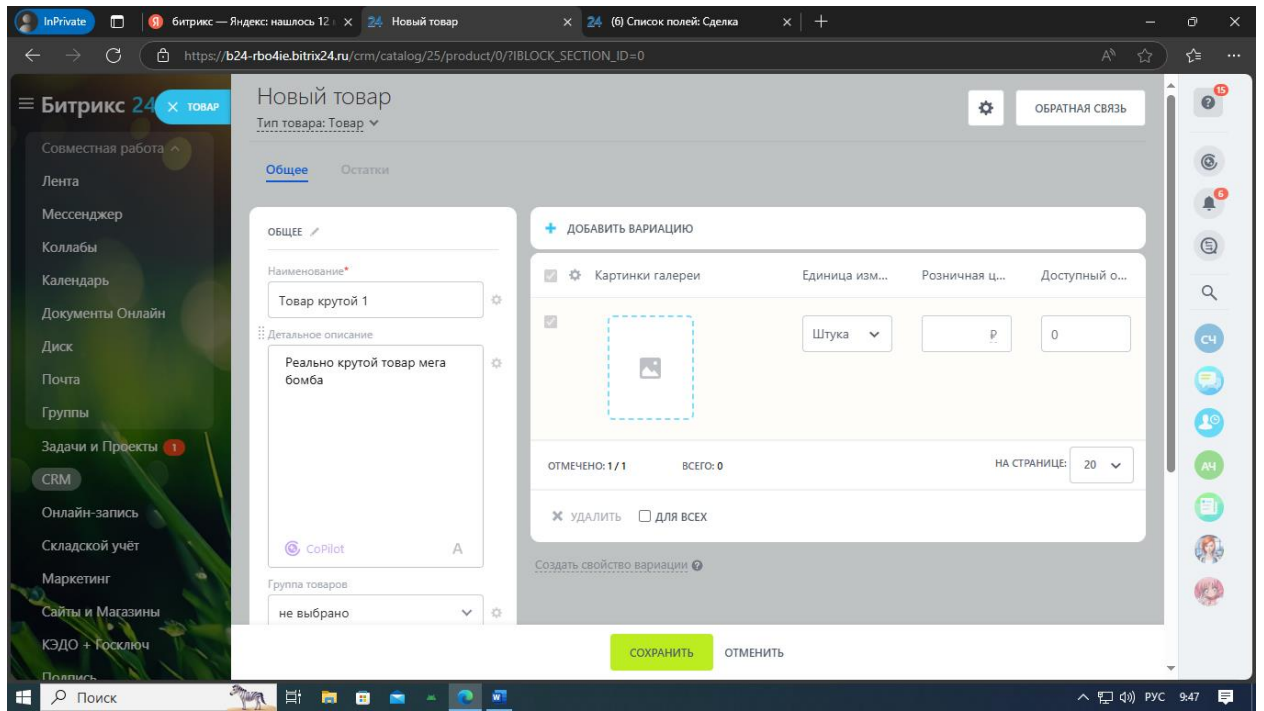 InPrivate
битрикс — Яндекс: нашлось 12
24 Новый товар
24 (6) Список полей: Сделка
https://b24-rbo4ie.bitrix24.ru/crm/catalog/25/product/0/?IBLOCK_SECTION_ID=0
Битрикс 24
ТОВАР
Совместная работа
Лента
Мессенджер
Коллабы
Календарь
Документы Онлайн
Диск
Почта
Группы
Задачи и Проекты 1
CRM
Онлайн-запись
Складской учёт
Маркетинг
Сайты и Магазины
КЭДО + Госключ
Подпись
Новый товар
Тип товара: Товар
ОБРАТНАЯ СВЯЗЬ
Общее Остатки
ОБЩЕЕ
Наименование*
Товар крутой 1
Детальное описание
Реально крутой товар мега
бомба
CoPilot A
Группа товаров
не выбрано
+ ДОБАВИТЬ ВАРИАЦИЮ
Картинки галереи Единица изм... Розничная ц... Доступный о...
Штука ₽ 0
ОТМЕЧЕНО: 1 / 1 ВСЕГО: 0 НА СТРАНИЦЕ: 20
УДАЛИТЬ ДЛЯ ВСЕХ
Создать свойство вариации
СОХРАНИТЬ ОТМЕНИТЬ
15
6
СЧ
АЧ
Поиск
РУС 9:47